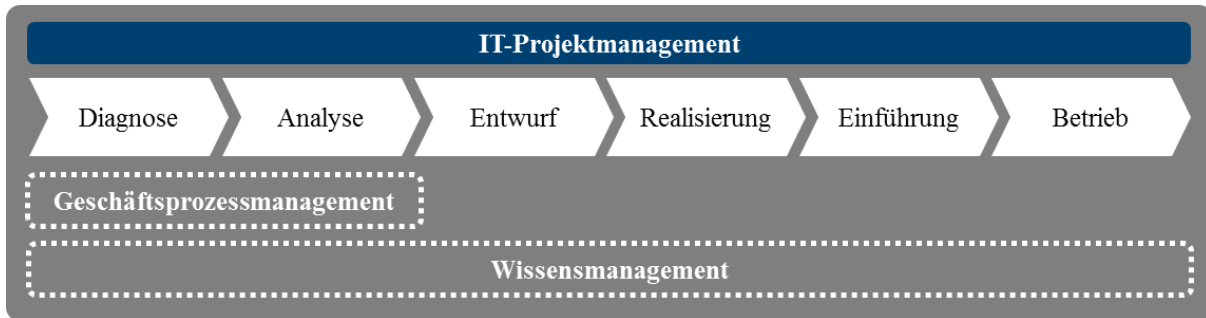 IT-Projektmanagement
Diagnose Analyse Entwurf Realisierung Einführung Betrieb
Geschäftsprozessmanagement
Wissensmanagement